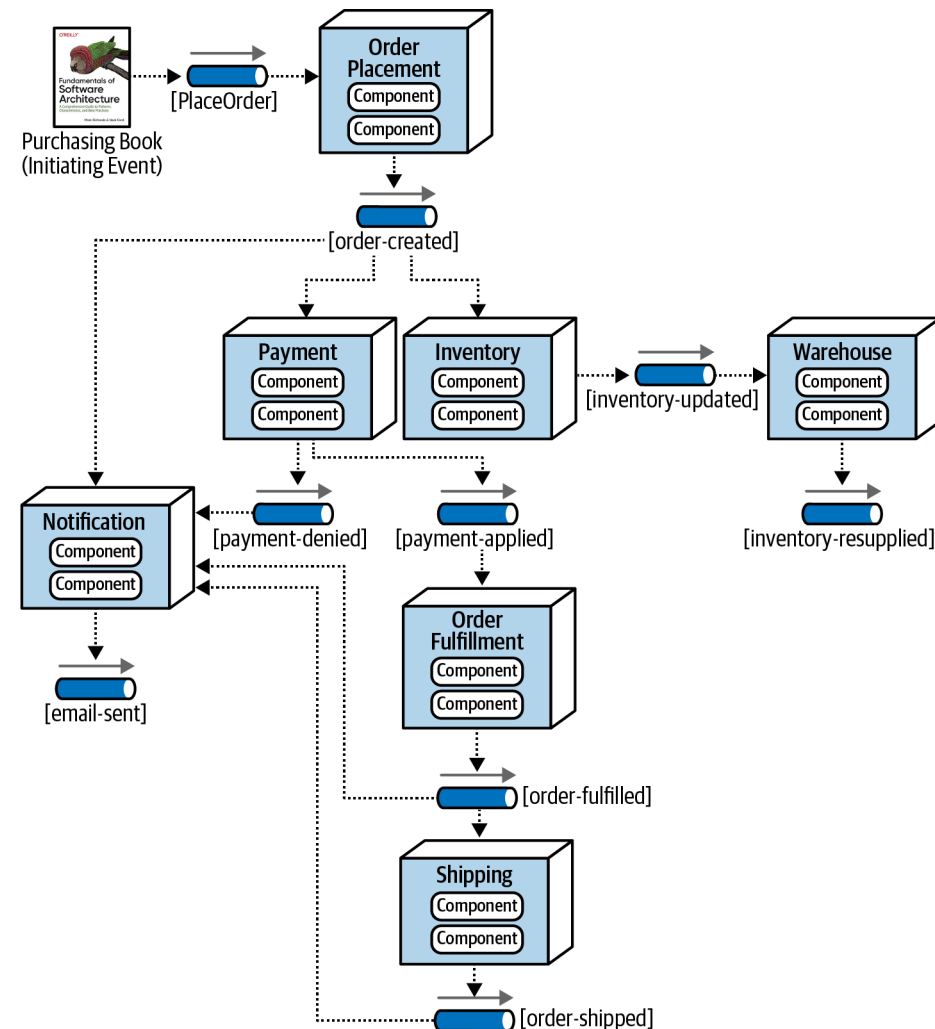 O'REILLY
Fundamentals of
Software
Architecture
Purchasing Book
(Initiating Event)
[PlaceOrder]
Order
Placement
Component
Component
[order-created]
Payment
Component
Component
Inventory
Component
Component
[inventory-updated]
Warehouse
Component
Component
Notification
Component
Component
[payment-denied]
[payment-applied]
[inventory-resupplied]
Order
Fulfillment
Component
Component
[email-sent]
[order-fulfilled]
Shipping
Component
Component
[order-shipped]